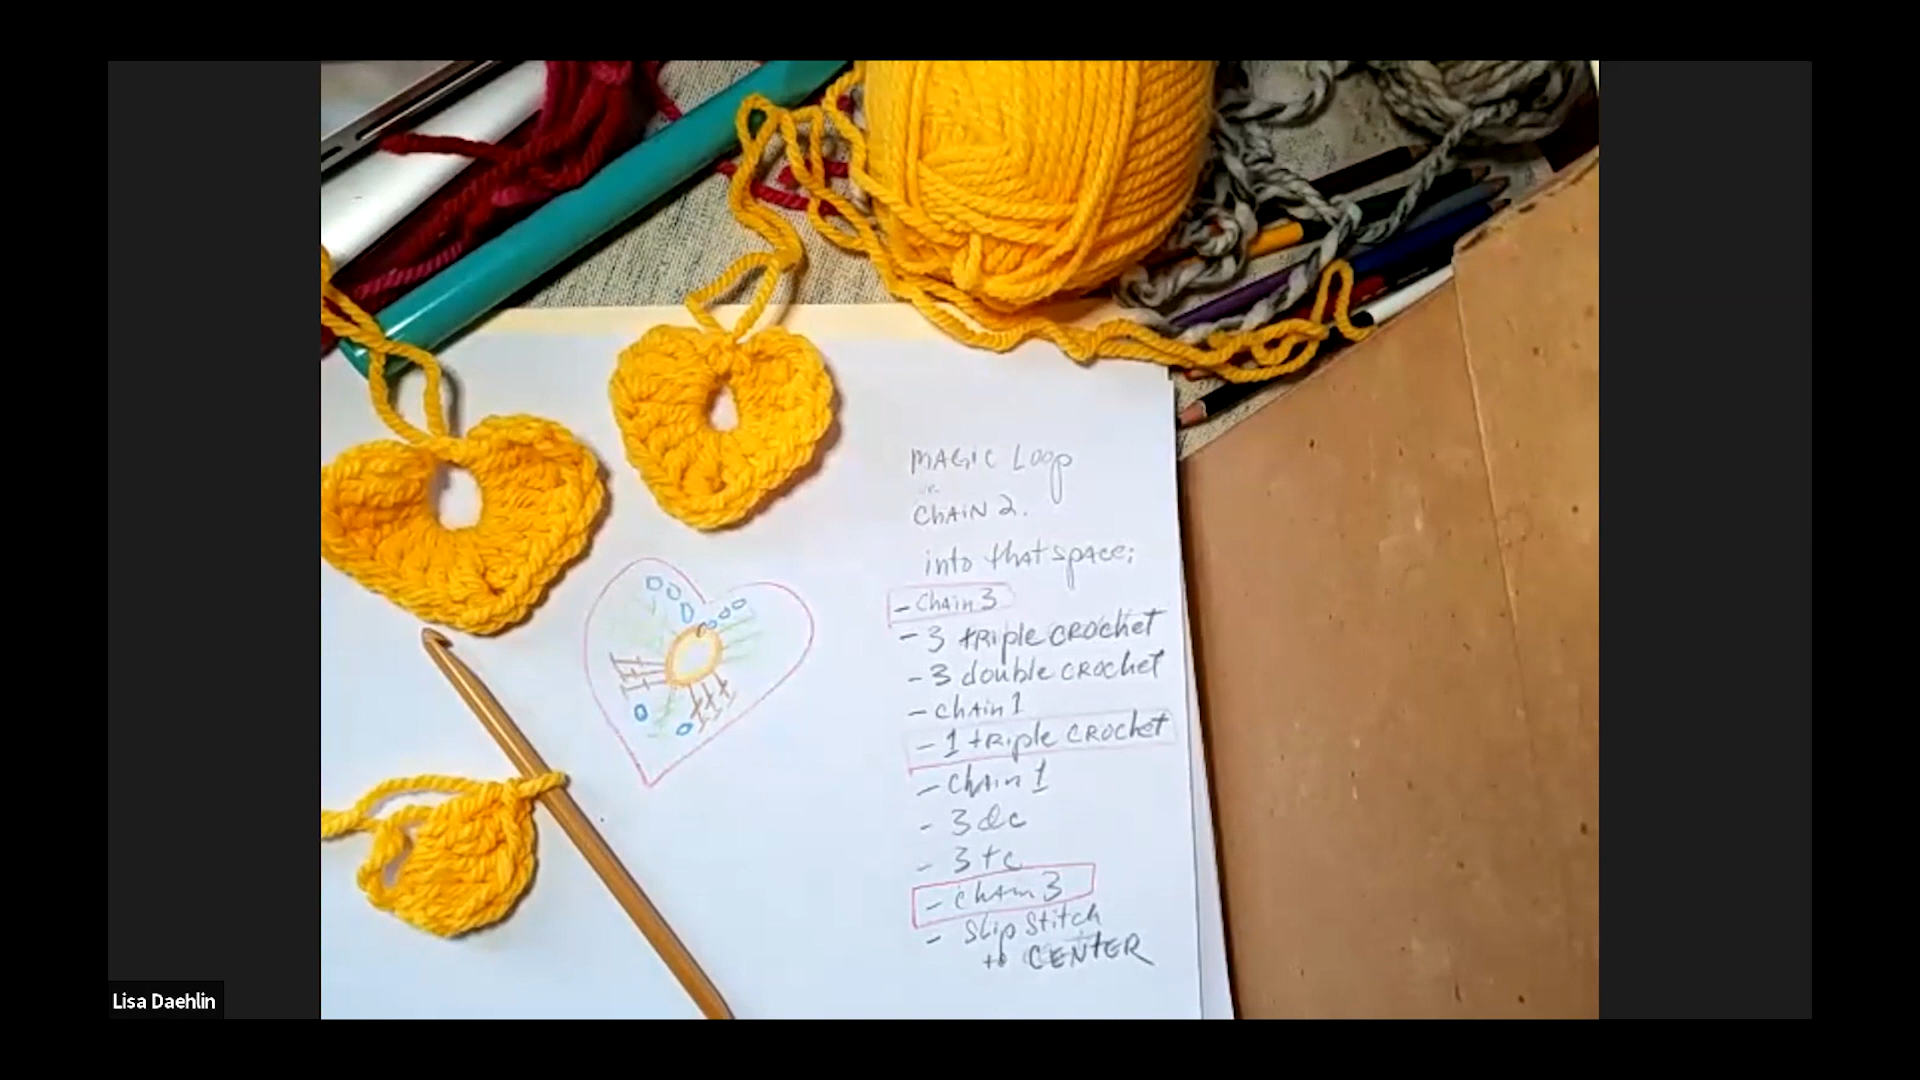 MAGIC LOOP
or
CHAIN 2.
into that space;
- Chain 3
- 3 tRiple CROchet
- 3 double CROchet
- ChAin 1
- 1 tRiple CROchet
- ChAin 1
- 3 dc
- 3 tc
- ChAin 3
- Slip Stitch
to CENTER
Lisa Daehlin